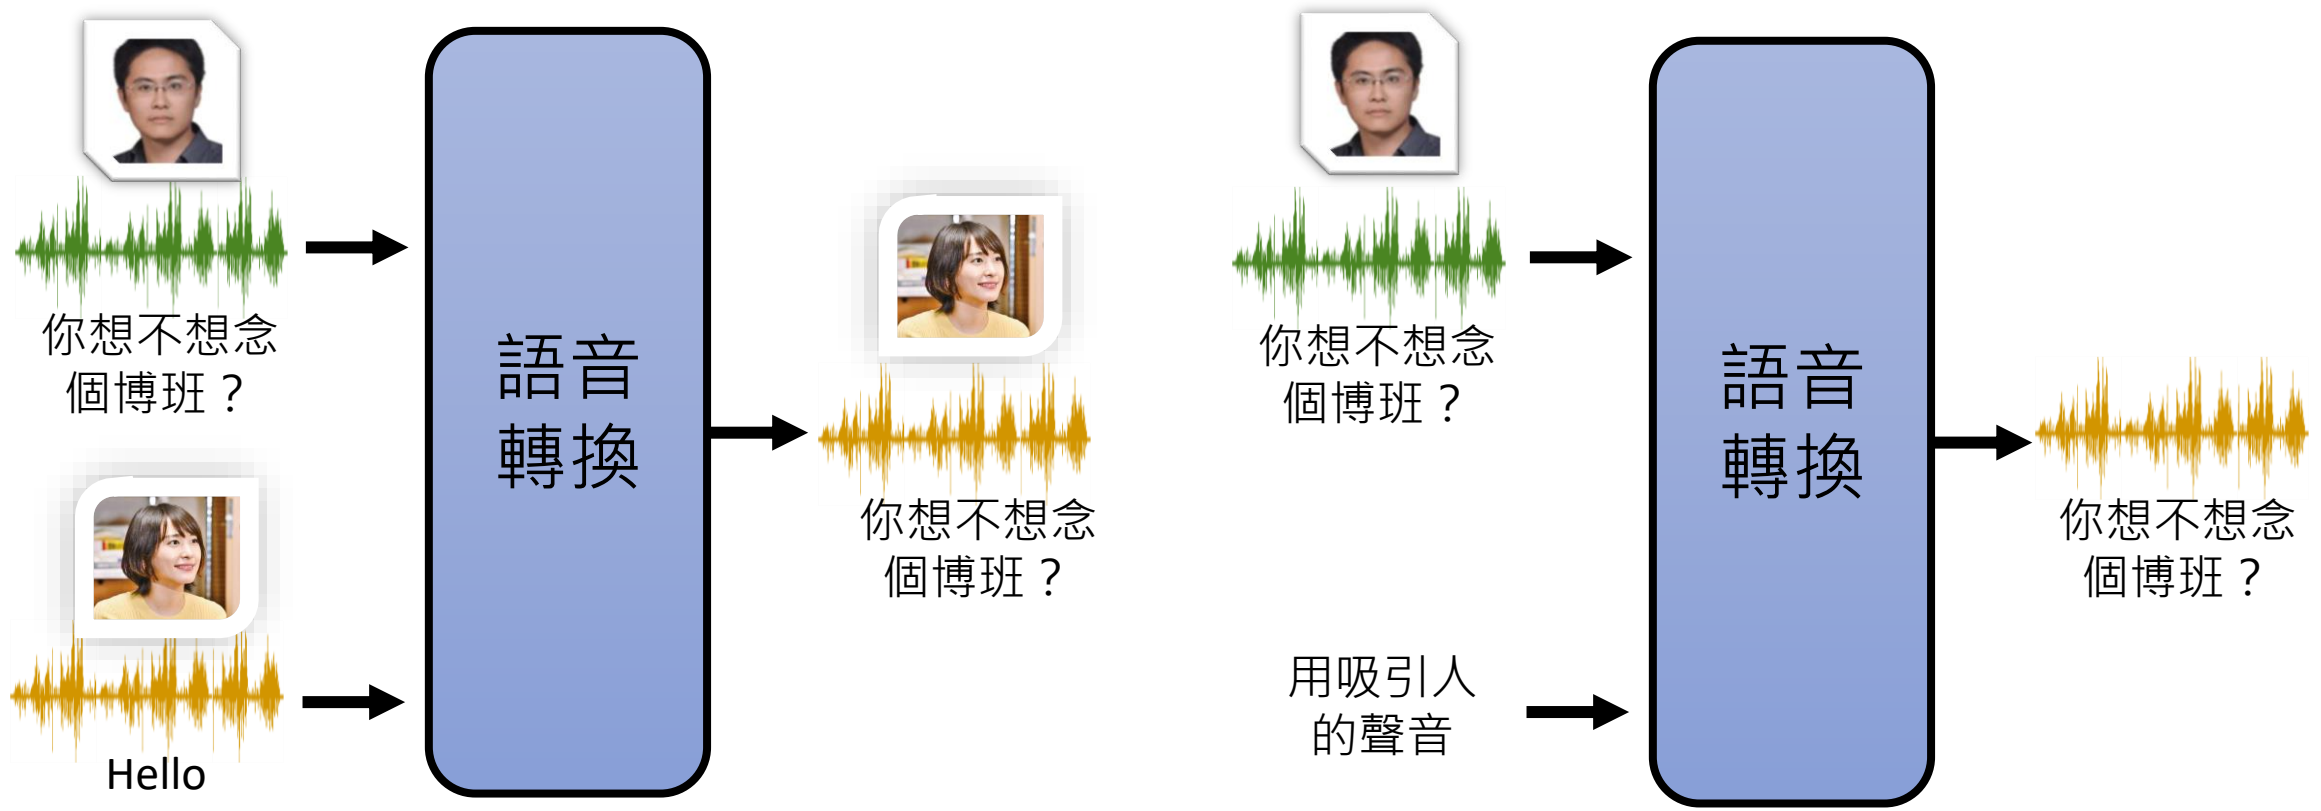 你想不想念
個博班？
Hello
語音
轉換
你想不想念
個博班？
你想不想念
個博班？
用吸引人
的聲音
語音
轉換
你想不想念
個博班？